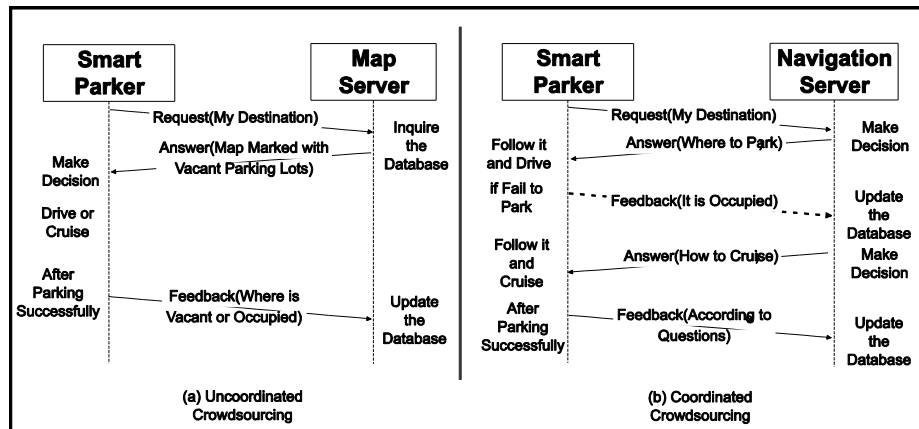 Smart
Parker
Map
Server
Request(My Destination)
Inquire
the
Database
Answer(Map Marked with
Vacant Parking Lots)
Make
Decision
Drive or
Cruise
After
Parking
Successfully
Feedback(Where is
Vacant or Occupied)
Update
the
Database
(a) Uncoordinated
Crowdsourcing
Smart
Parker
Navigation
Server
Request(My Destination)
Make
Decision
Answer(Where to Park)
Follow it
and Drive
if Fail to
Park
Feedback(It is Occupied)
Update
the
Database
Answer(How to Cruise)
Make
Decision
Follow it
and
Cruise
After
Parking
Successfully
Feedback(According to
Questions)
Update
the
Database
(b) Coordinated
Crowdsourcing